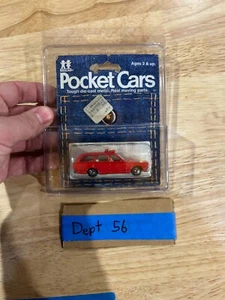 Ages 3 & up.
Pocket Cars
Tough die-cast metal. Real moving parts.
Dept 56